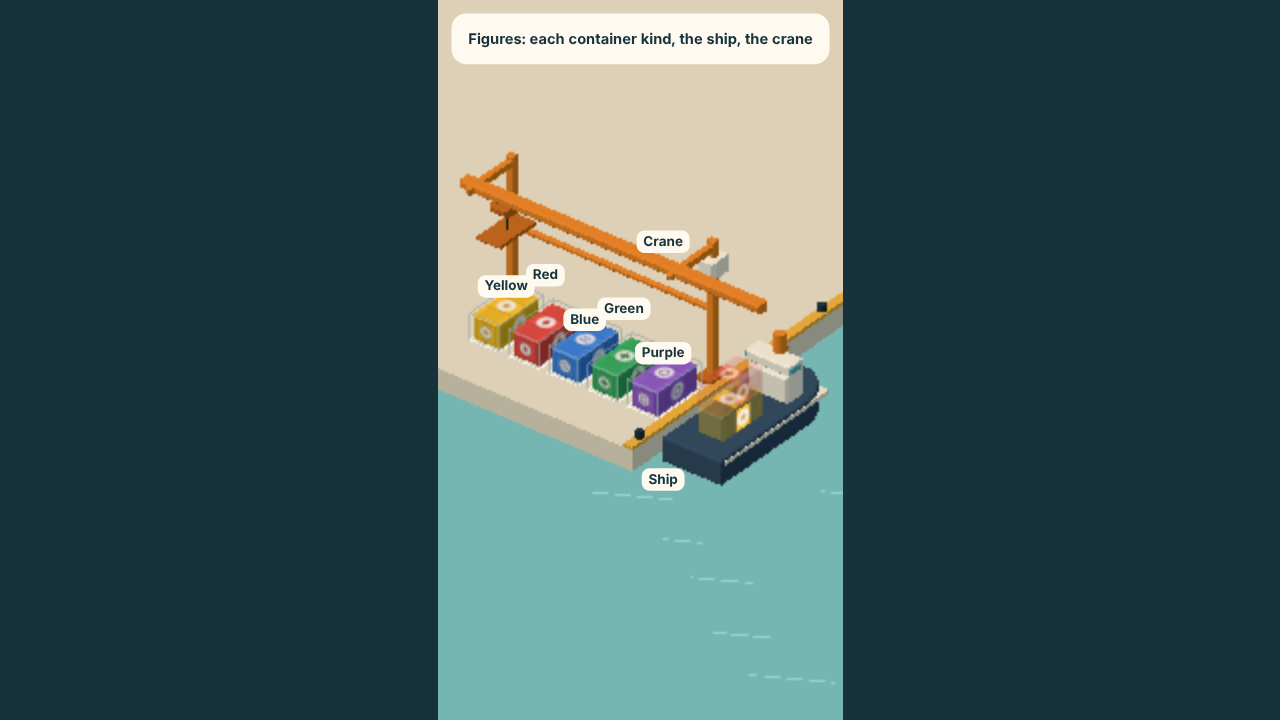 Figures: each container kind, the ship, the crane
Crane
Red
Yellow
Green
Blue
Purple
Ship